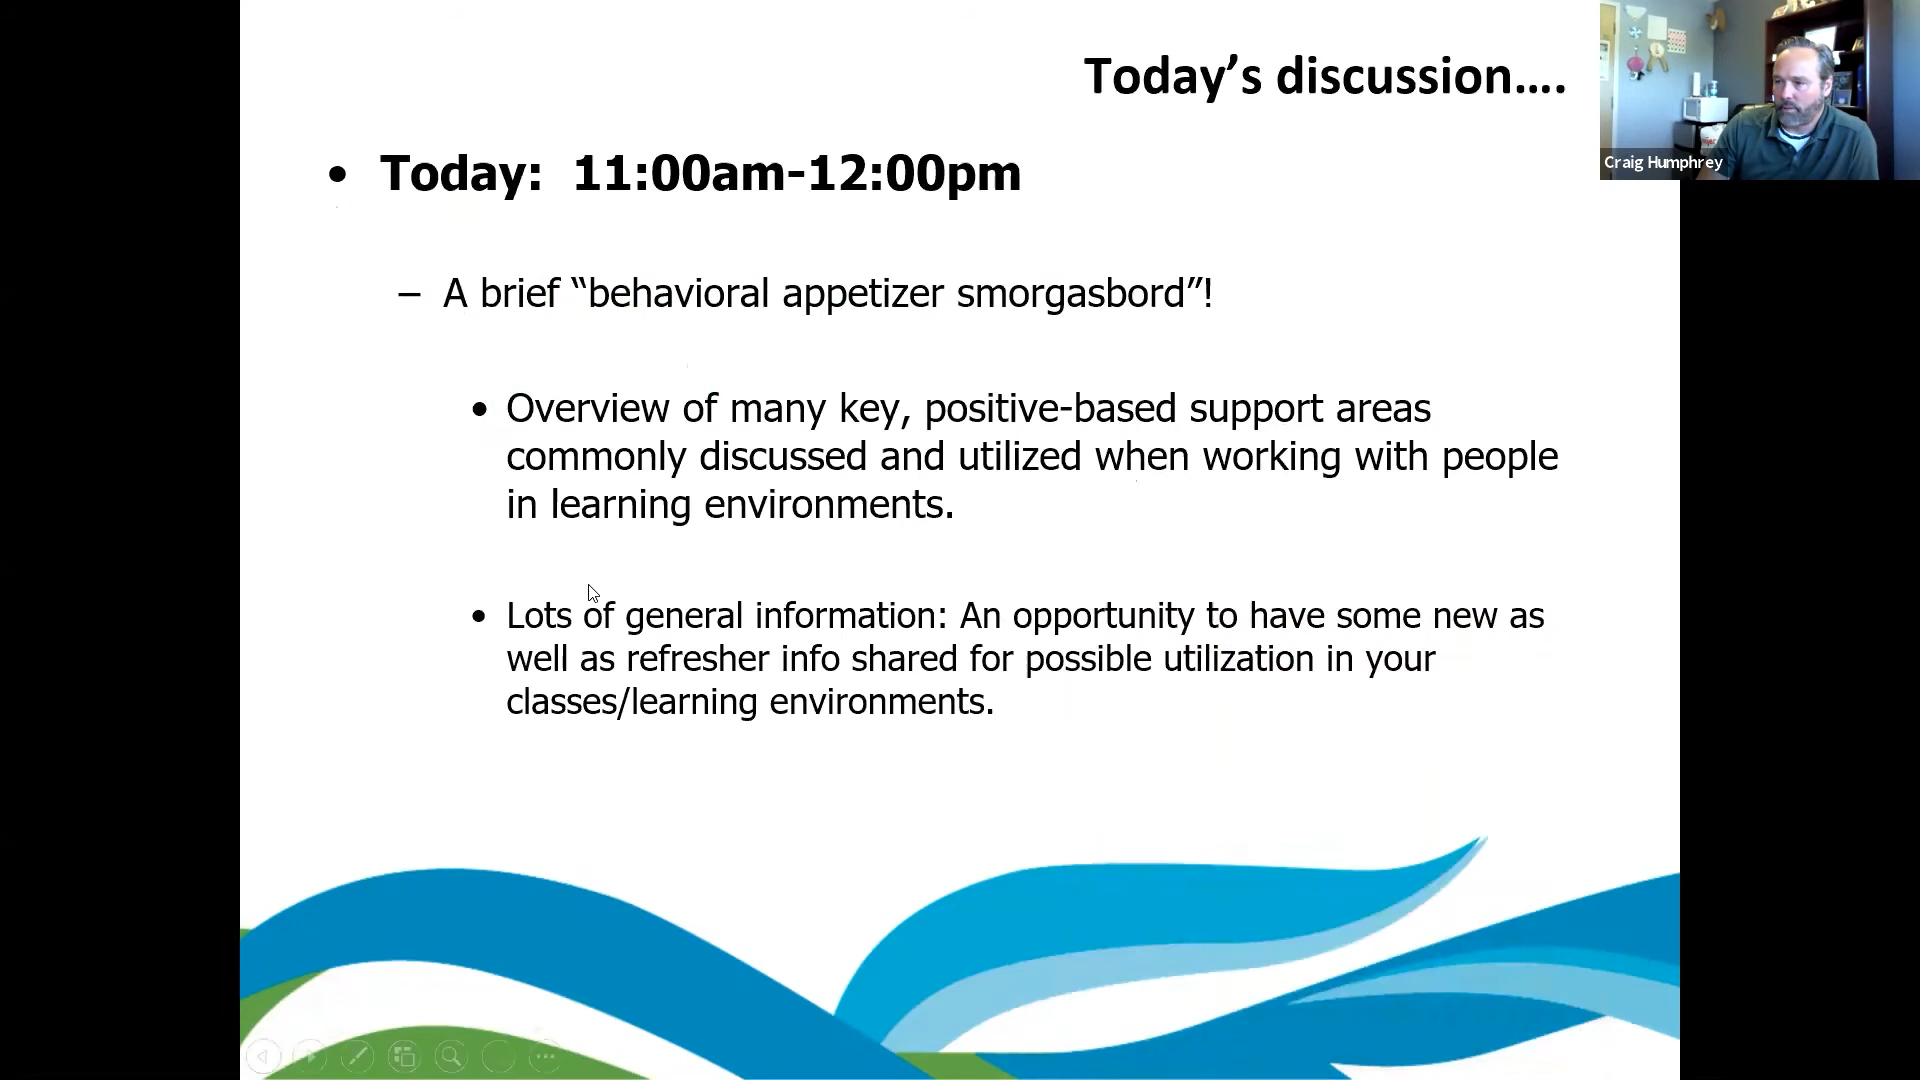 Today’s discussion….
Craig Humphrey
• Today: 11:00am-12:00pm
– A brief “behavioral appetizer smorgasbord”!
• Overview of many key, positive-based support areas
commonly discussed and utilized when working with people
in learning environments.
• Lots of general information: An opportunity to have some new as
well as refresher info shared for possible utilization in your
classes/learning environments.